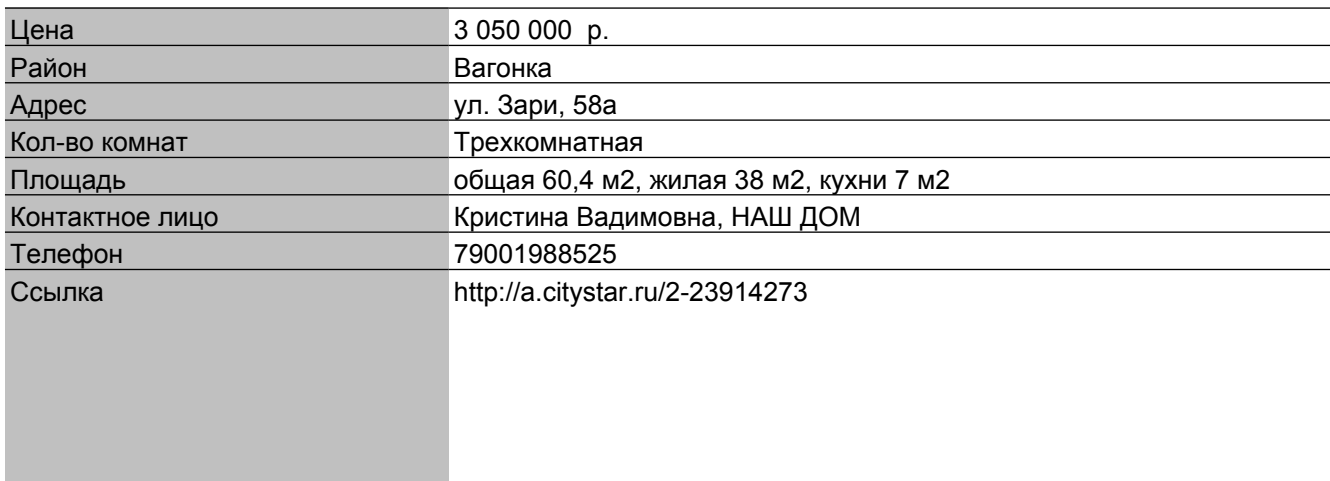 Цена 3 050 000 р.
Район Вагонка
Адрес ул. Зари, 58а
Кол-во комнат Трехкомнатная
Площадь общая 60,4 м2, жилая 38 м2, кухни 7 м2
Контактное лицо Кристина Вадимовна, НАШ ДОМ
Телефон 79001988525
Ссылка http://a.citystar.ru/2-23914273